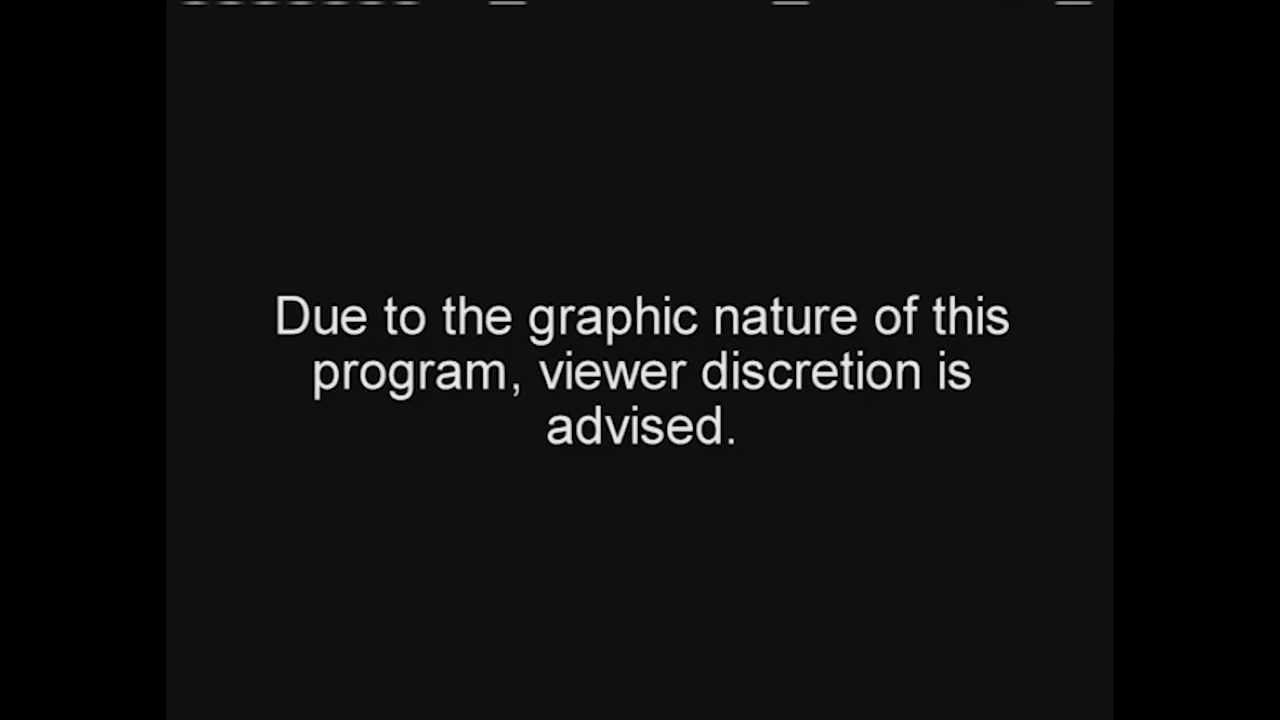 Due to the graphic nature of this
program, viewer discretion is
advised.